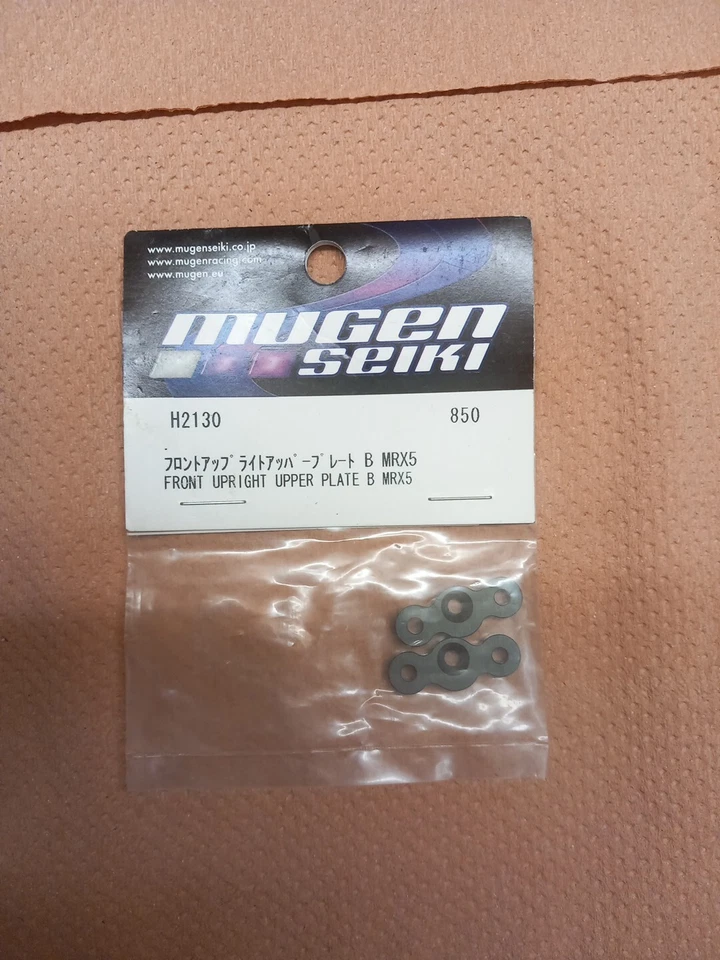 www.mugenseiki.co.jp
www.mugenracing.com
www.mugen.eu
mugen
seiki
H2130 850
ﾌﾛﾝﾄｱｯﾌﾟﾗｲﾄｱｯﾊﾟｰﾌﾟﾚｰﾄ B MRX5
FRONT UPRIGHT UPPER PLATE B MRX5